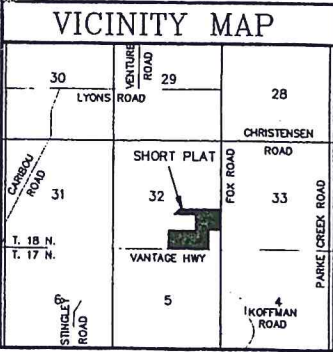 VICINITY MAP
30
VENTURE
ROAD
29
28
LYONS ROAD
CHRISTENSEN
ROAD
SHORT PLAT
CARIBOU
ROAD
31
32
FOX ROAD
33
PARKE CREEK ROAD
T. 18 N.
T. 17 N.
VANTAGE HWY
6
STINGLEY
ROAD
5
4
KOFFMAN
ROAD